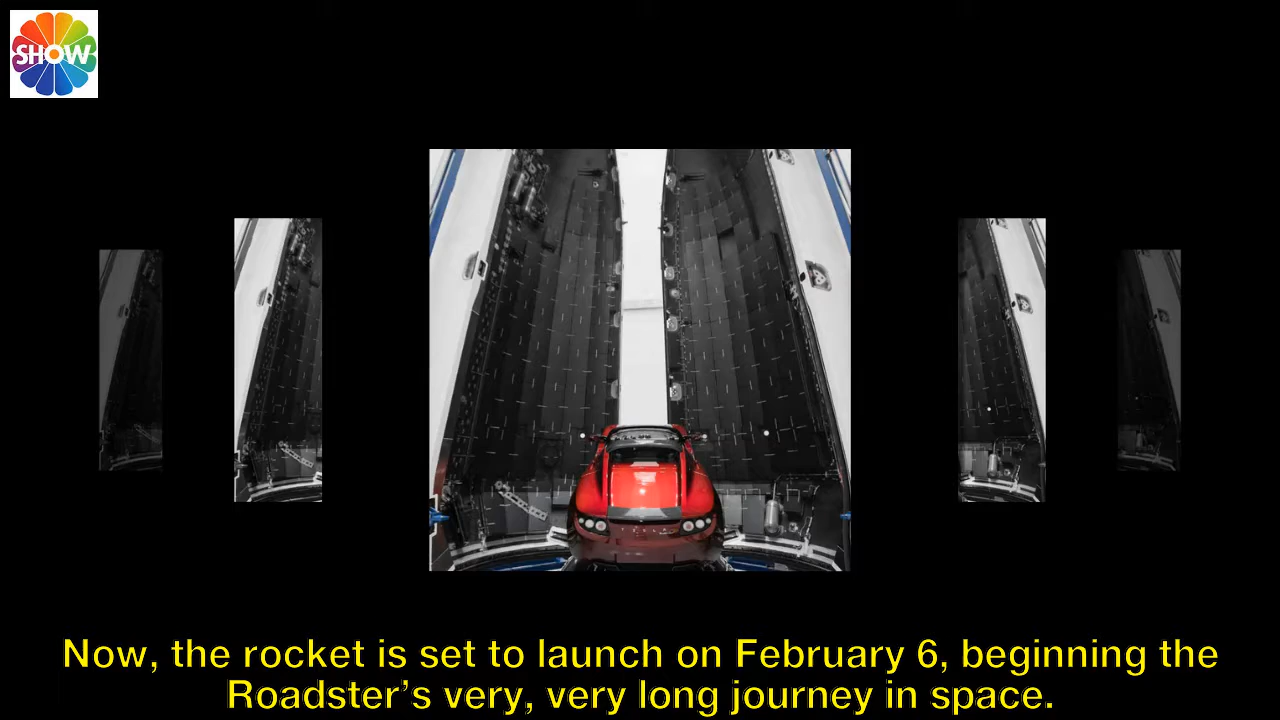 SHOW
Now, the rocket is set to launch on February 6, beginning the
Roadster’s very, very long journey in space.
TESLA